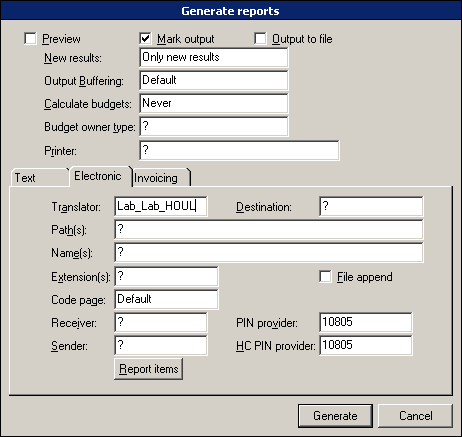 Generate reports
Preview Mark output Output to file
New results: Only new results
Output Buffering: Default
Calculate budgets: Never
Budget owner type: ?
Printer: ?
Text Electronic Invoicing
Translator: Lab_Lab_HOUL Destination: ?
Path(s): ?
Name(s): ?
Extension(s): ? File append
Code page: Default
Receiver: ? PIN provider: 10805
Sender: ? HC PIN provider: 10805
Report items
Generate Cancel